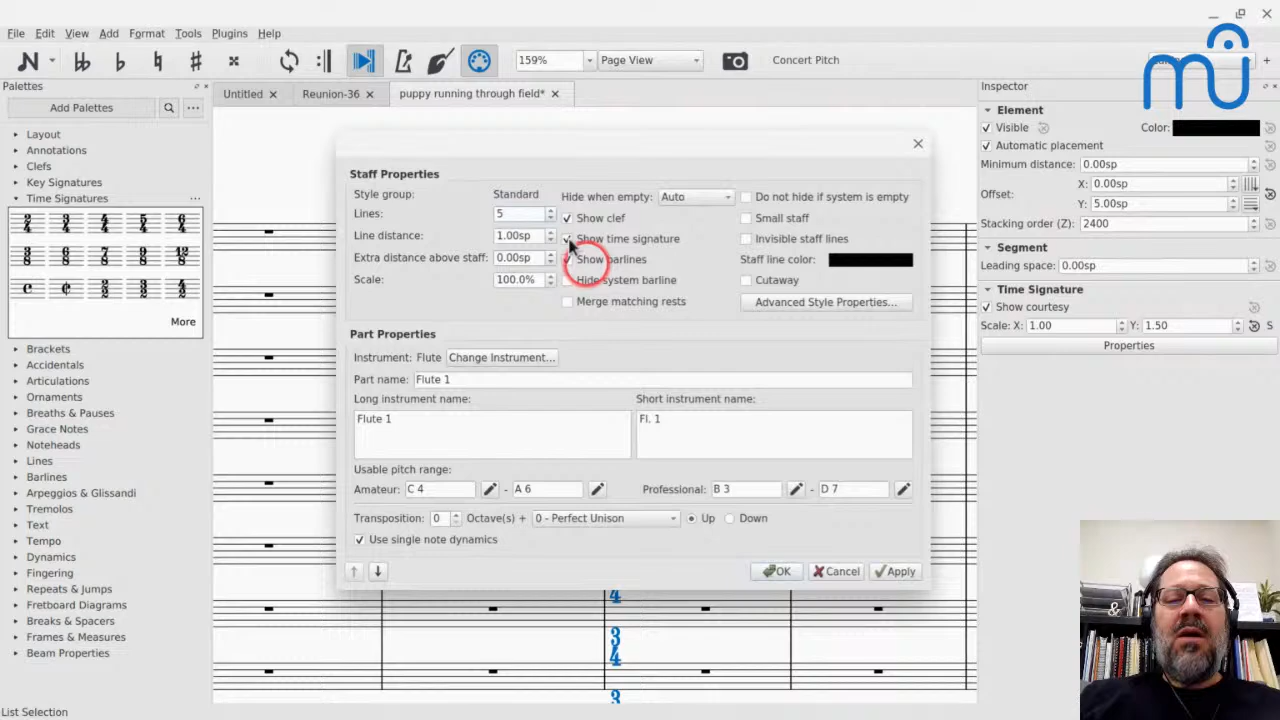 File Edit View Add Format Tools Plugins Help
159% Page View Concert Pitch
Palettes
Untitled Reunion-36 puppy running through field*
Inspector
Add Palettes
Layout
Annotations
Clefs
Key Signatures
Time Signatures
More
Brackets
Accidentals
Articulations
Ornaments
Breaths & Pauses
Grace Notes
Noteheads
Lines
Barlines
Arpeggios & Glissandi
Tremolos
Text
Tempo
Dynamics
Fingering
Repeats & Jumps
Fretboard Diagrams
Breaks & Spacers
Frames & Measures
Beam Properties
List Selection
Staff Properties
Style group: Standard
Lines: 5
Line distance: 1.00sp
Extra distance above staff: 0.00sp
Scale: 100.0%
Hide when empty: Auto
Show clef
Show time signature
Show barlines
Hide system barline
Merge matching rests
Do not hide if system is empty
Small staff
Invisible staff lines
Staff line color:
Cutaway
Advanced Style Properties...
Part Properties
Instrument: Flute Change Instrument...
Part name: Flute 1
Long instrument name: Short instrument name:
Flute 1 Fl. 1
Usable pitch range:
Amateur: C 4 - A 6 Professional: B 3 - D 7
Transposition: 0 Octave(s) + 0 - Perfect Unison Up Down
Use single note dynamics
OK Cancel Apply
4
3
4
3
Element
Visible Color:
Automatic placement
Minimum distance: 0.00sp
Offset: X: 0.00sp
Y: 5.00sp
Stacking order (Z): 2400
Segment
Leading space: 0.00sp
Time Signature
Show courtesy
Scale: X: 1.00 Y: 1.50 S
Properties